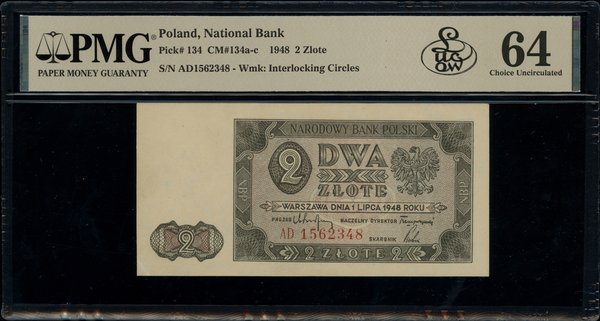 PMG
PAPER MONEY GUARANTY
Poland, National Bank
Pick# 134 CM#134a-c 1948 2 Zlote
S/N AD1562348 - Wmk: Interlocking Circles
64
Choice Uncirculated
NARODOWY BANK POLSKI
2
DWA
ZŁOTE
NBP
NBP
WARSZAWA DNIA 1 LIPCA 1948 ROKU
PREZES
NACZELNY DYREKTOR
AD 1562348
SKARBNIK
2
2 ZŁOTE 2